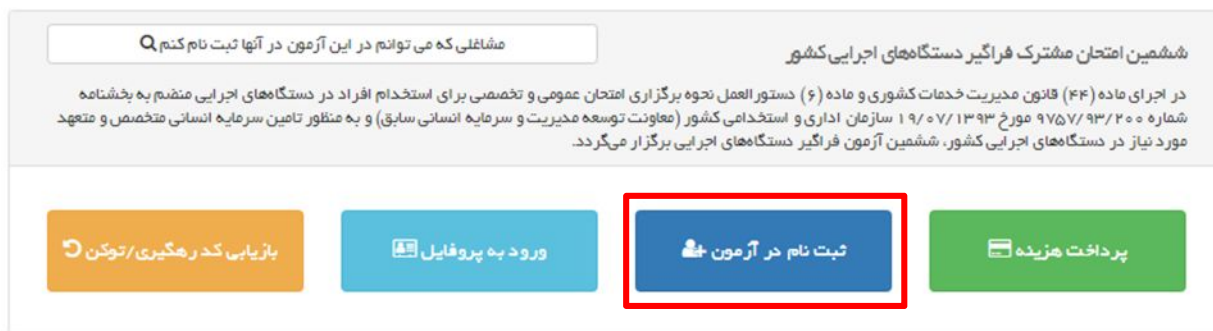 ششمین امتحان مشترک فراگیر دستگاه‌های اجرایی کشور
مشاغلی که می توانم در این آزمون در آنها ثبت نام کنم
در اجرای ماده (۴۴) قانون مدیریت خدمات کشوری و ماده (۶) دستورالعمل نحوه برگزاری امتحان عمومی و تخصصی برای استخدام افراد در دستگاه‌های اجرایی منضم به بخشنامه
شماره ۹۷۵۷/۹۳/۲۰۰ مورخ ۱۹/۰۷/۱۳۹۳ سازمان اداری و استخدامی کشور (معاونت توسعه مدیریت و سرمایه انسانی سابق) و به منظور تامین سرمایه انسانی متخصص و متعهد
مورد نیاز در دستگاه‌های اجرایی کشور، ششمین آزمون فراگیر دستگاه‌های اجرایی برگزار می‌گردد.
پرداخت هزینه
ثبت نام در آزمون
ورود به پروفایل
بازیابی کد رهگیری/توکن